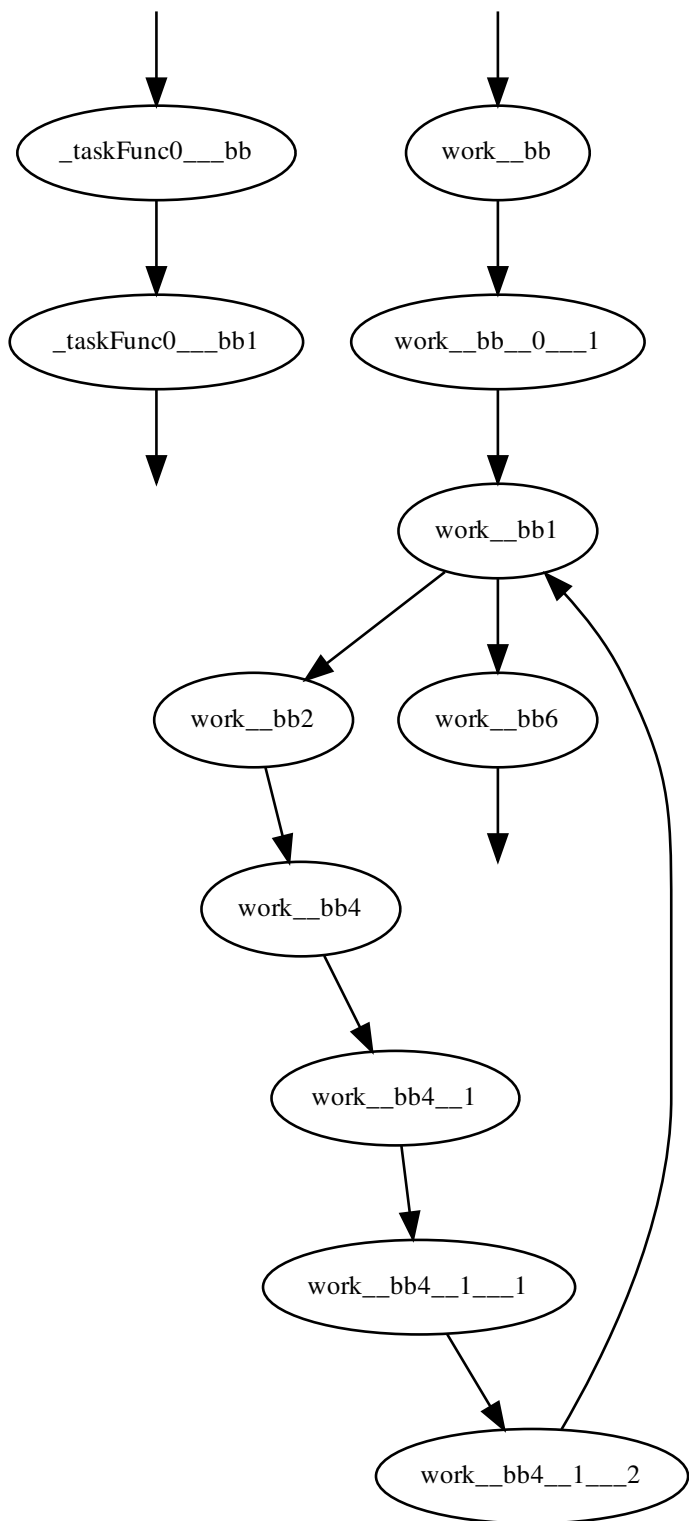 _taskFunc0___bb
work__bb
_taskFunc0___bb1
work__bb__0___1
work__bb1
work__bb2
work__bb6
work__bb4
work__bb4__1
work__bb4__1___1
work__bb4__1___2